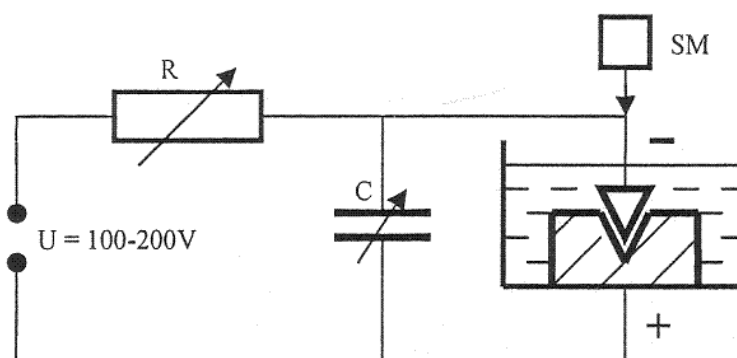 SM
R
−
C
U = 100-200V
+